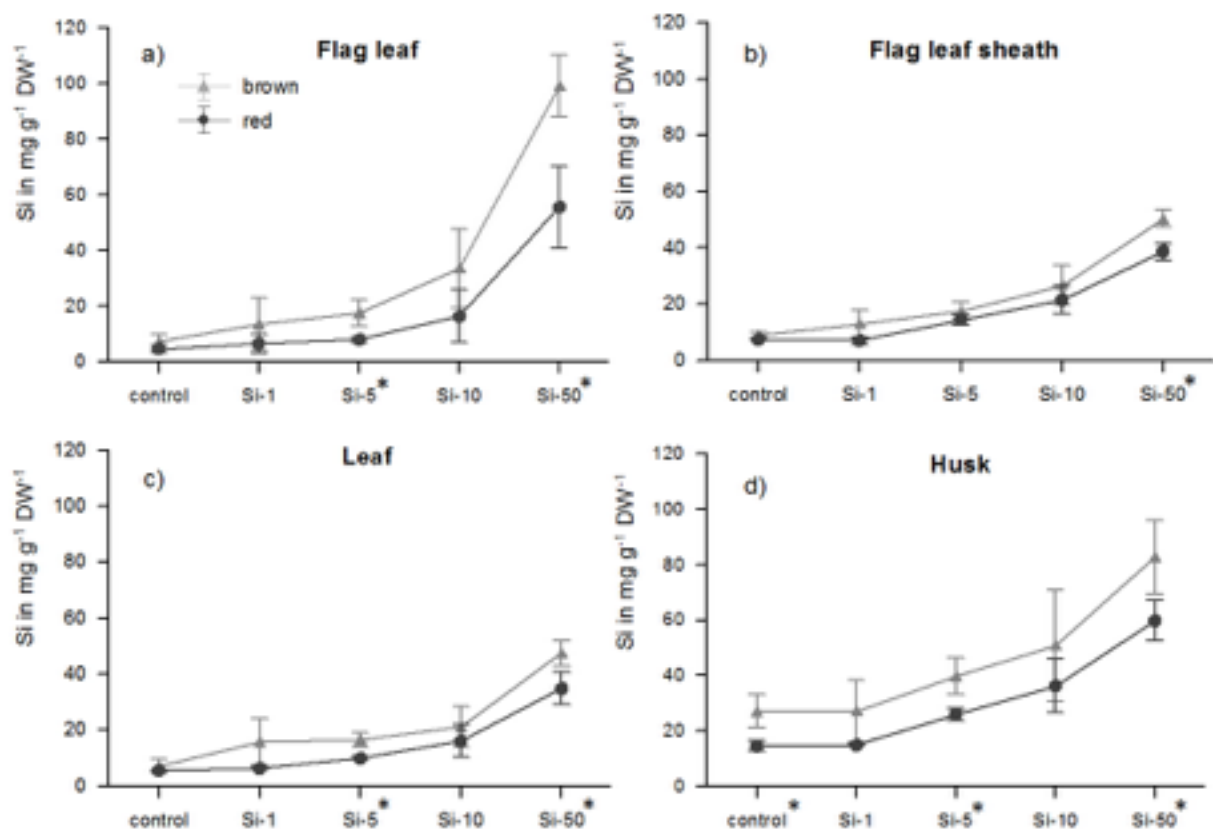 a) Flag leaf
brown
red
Si in mg g⁻¹ DW⁻¹
120
100
80
60
40
20
0
control Si-1 Si-5* Si-10 Si-50*
b) Flag leaf sheath
Si in mg g⁻¹ DW⁻¹
120
100
80
60
40
20
0
control Si-1 Si-5 Si-10 Si-50*
c) Leaf
Si in mg g⁻¹ DW⁻¹
120
100
80
60
40
20
0
control Si-1 Si-5* Si-10 Si-50*
d) Husk
Si in mg g⁻¹ DW⁻¹
120
100
80
60
40
20
0
control* Si-1 Si-5* Si-10 Si-50*